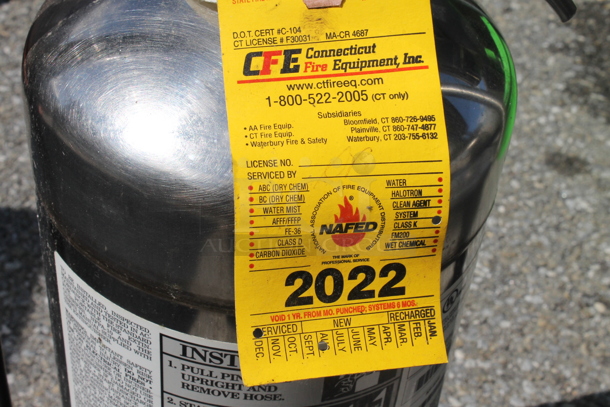 D.O.T. CERT #C-104
CT LICENSE # F30031 MA-CR 4687
CFE Connecticut Fire Equipment, Inc.
www.ctfireeq.com
1-800-522-2005 (CT only)
Subsidiaries
• AA Fire Equip. Bloomfield, CT 860-726-9495
• CT Fire Equip. Plainville, CT 860-747-4677
• Waterbury Fire & Safety Waterbury, CT 203-755-6132
LICENSE NO.
SERVICED BY
ABC (DRY CHEM) WATER
BC (DRY CHEM) HALOTRON
WATER MIST CLEAN AGENT
AFFF/FFFP SYSTEM
FE-36 CLASS K
CLASS D FM200
CARBON DIOXIDE WET CHEMICAL
NATIONAL ASSOCIATION OF FIRE EQUIPMENT DISTRIBUTORS
NAFED
THE MARK OF
PROFESSIONAL SERVICE
2022
VOID 1 YR. FROM MO. PUNCHED; SYSTEMS 6 MOS.
SERVICED NEW RECHARGED
DEC. NOV. OCT. SEPT. JULY JUNE MAY APR. MAR. FEB. JAN.
1. PULL PIN
UPRIGHT AND
REMOVE HOSE.
2.